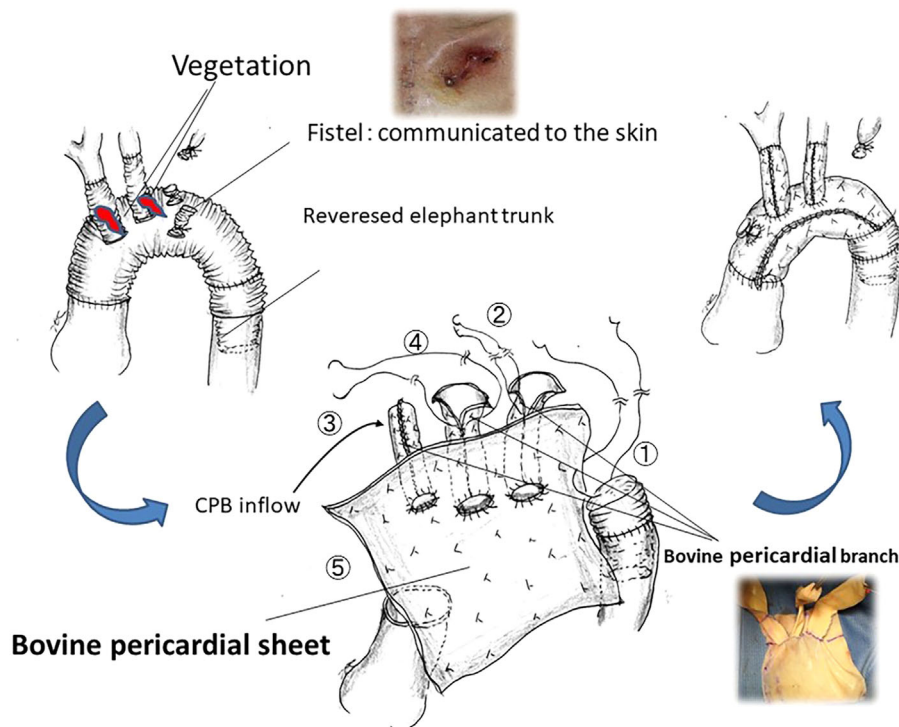 Vegetation
Fistel: communicated to the skin
Reveresed elephant trunk
②
④
③
①
CPB inflow
Bovine pericardial branch
⑤
Bovine pericardial sheet